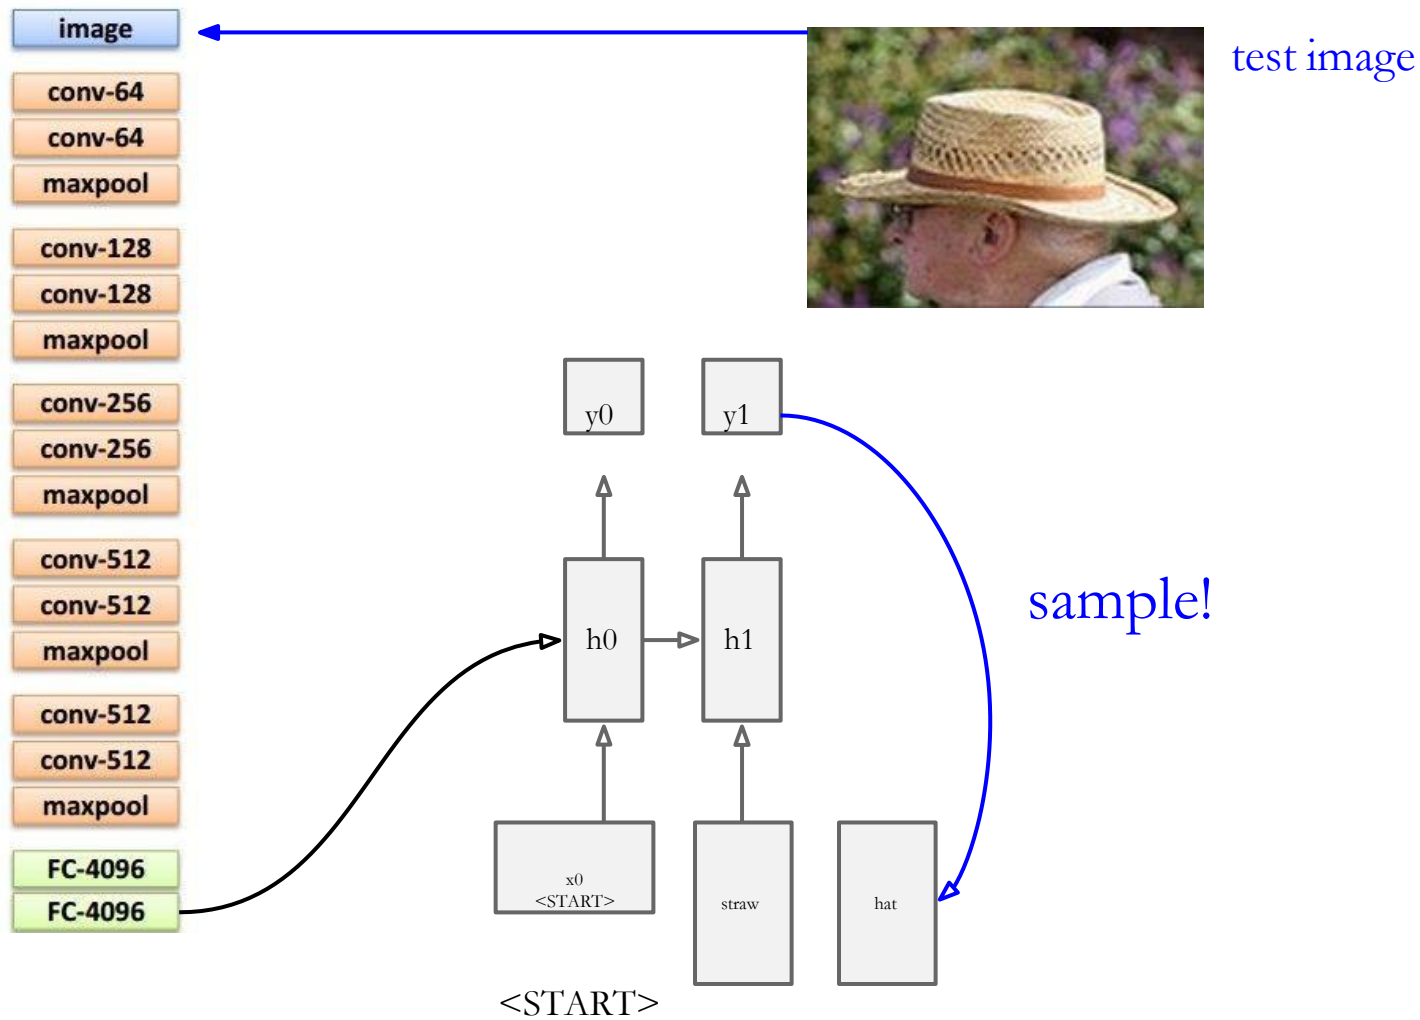 image
conv-64
conv-64
maxpool
conv-128
conv-128
maxpool
conv-256
conv-256
maxpool
conv-512
conv-512
maxpool
conv-512
conv-512
maxpool
FC-4096
FC-4096
test image
y0
y1
h0
h1
sample!
x0
<START>
straw
hat
<START>